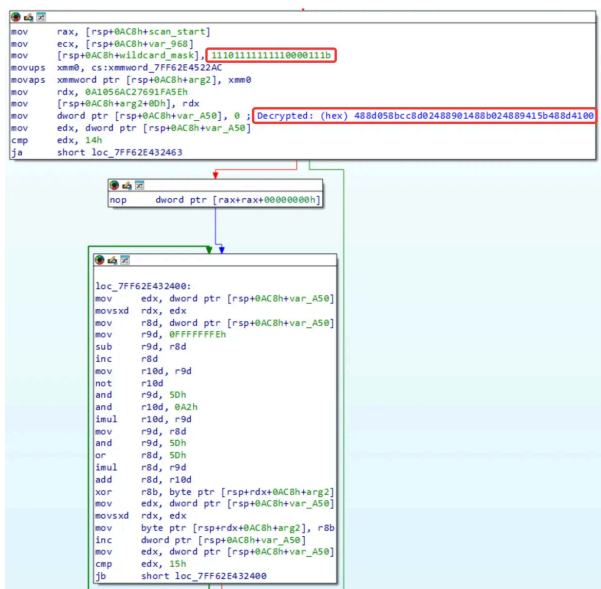 mov rax, [rsp+0AC8h+scan_start]
mov ecx, [rsp+0AC8h+var_968]
mov [rsp+0AC8h+wildcard_mask], 111011111111110000111b
movups xmm0, cs:xmmword_7FF62E4522AC
movaps xmmword ptr [rsp+0AC8h+arg2], xmm0
mov rdx, 0A1056AC27691FA5Eh
mov [rsp+0AC8h+arg2+0Dh], rdx
mov dword ptr [rsp+0AC8h+var_A50], 0 ; Decrypted: (hex) 488d058bcc8d02488901488b024889415b488d4100
mov edx, dword ptr [rsp+0AC8h+var_A50]
cmp edx, 14h
ja short loc_7FF62E432463
nop dword ptr [rax+rax+00000000h]
loc_7FF62E432400:
mov edx, dword ptr [rsp+0AC8h+var_A50]
movsxd rdx, edx
mov r8d, dword ptr [rsp+0AC8h+var_A50]
mov r9d, 0FFFFFFFEh
sub r9d, r8d
inc r8d
mov r10d, r9d
not r10d
and r9d, 5Dh
and r10d, 0A2h
imul r10d, r9d
mov r9d, r8d
and r9d, 5Dh
or r8d, 5Dh
imul r8d, r9d
add r8d, r10d
xor r8b, byte ptr [rsp+rdx+0AC8h+arg2]
mov edx, dword ptr [rsp+0AC8h+var_A50]
movsxd rdx, edx
mov byte ptr [rsp+rdx+0AC8h+arg2], r8b
inc dword ptr [rsp+0AC8h+var_A50]
mov edx, dword ptr [rsp+0AC8h+var_A50]
cmp edx, 15h
jb short loc_7FF62E432400